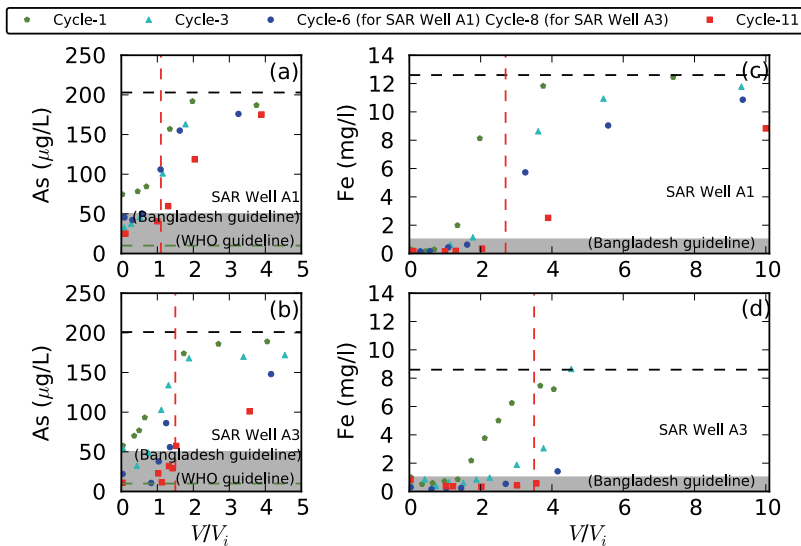 Cycle-1 Cycle-3 Cycle-6 (for SAR Well A1) Cycle-8 (for SAR Well A3) Cycle-11
250
200
150
100
50
0
As (μg/L)
(a)
SAR Well A1
(Bangladesh guideline)
(WHO guideline)
0 1 2 3 4 5
14
12
10
8
6
4
2
0
Fe (mg/l)
(c)
SAR Well A1
(Bangladesh guideline)
0 2 4 6 8 10
250
200
150
100
50
0
As (μg/L)
(b)
SAR Well A3
(Bangladesh guideline)
(WHO guideline)
0 1 2 3 4 5
V/Vi
14
12
10
8
6
4
2
0
Fe (mg/l)
(d)
SAR Well A3
(Bangladesh guideline)
0 2 4 6 8 10
V/Vi